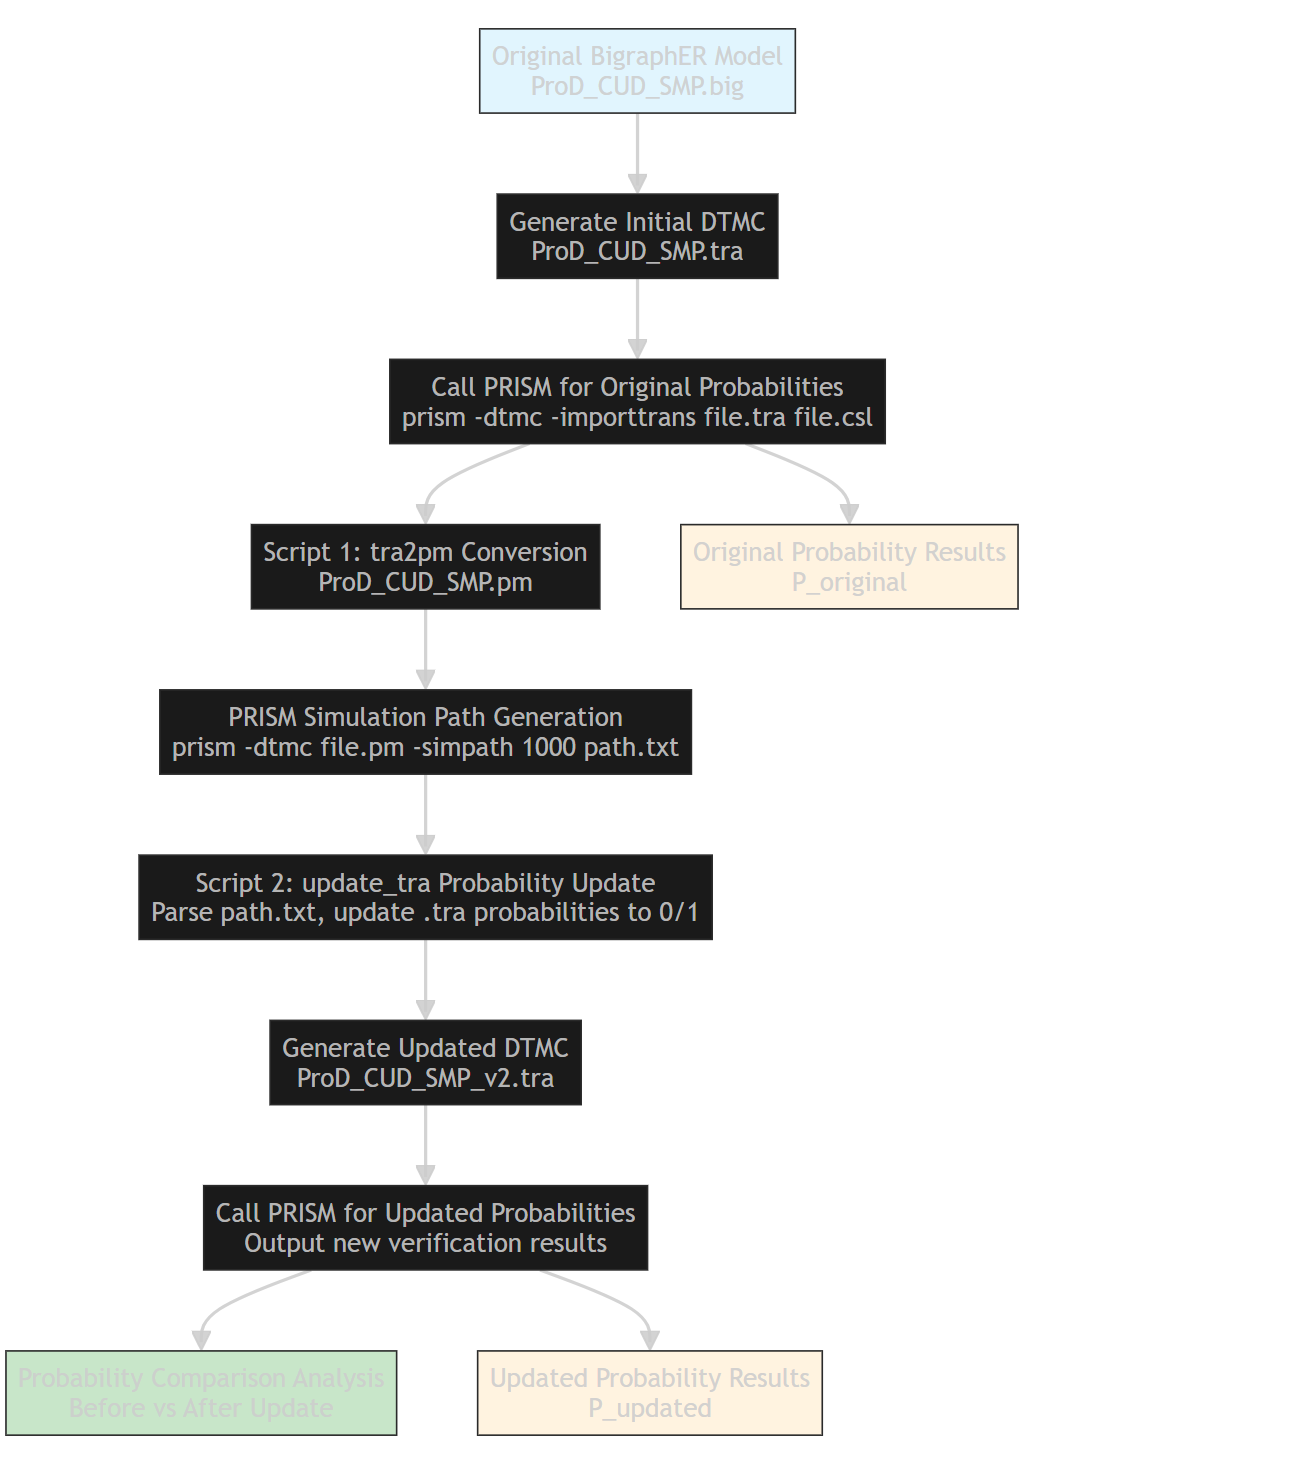 Original BigraphER Model
ProD_CUD_SMP.big
Generate Initial DTMC
ProD_CUD_SMP.tra
Call PRISM for Original Probabilities
prism -dtmc -importtrans file.tra file.csl
Script 1: tra2pm Conversion
ProD_CUD_SMP.pm
Original Probability Results
P_original
PRISM Simulation Path Generation
prism -dtmc file.pm -simpath 1000 path.txt
Script 2: update_tra Probability Update
Parse path.txt, update .tra probabilities to 0/1
Generate Updated DTMC
ProD_CUD_SMP_v2.tra
Call PRISM for Updated Probabilities
Output new verification results
Probability Comparison Analysis
Before vs After Update
Updated Probability Results
P_updated